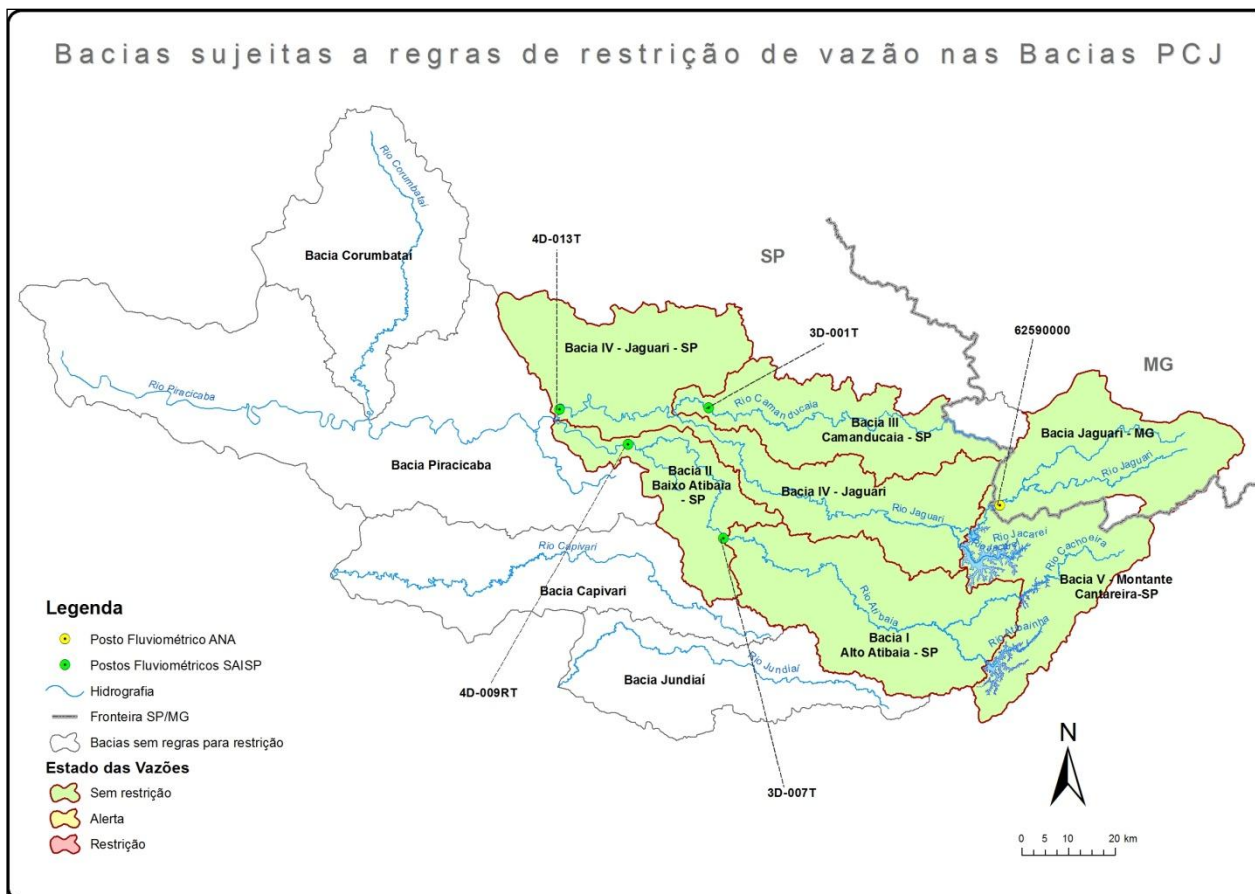 Bacias sujeitas a regras de restrição de vazão nas Bacias PCJ
Rio Corumbataí
Bacia Corumbataí
4D-013T
SP
3D-001T
62590000
MG
Bacia IV - Jaguari - SP
Rio Piracicaba
Rio Camanducaia
Bacia III
Camanducaia - SP
Bacia Jaguari - MG
Rio Jaguari
Bacia Piracicaba
Bacia II
Baixo Atibaia
- SP
Bacia IV - Jaguari
Rio Jaguari
Rio Jacareí
Rio Cachoeira
Rio Capivari
Bacia V - Montante
Cantareira-SP
Bacia Capivari
Rio Atibaia
Rio Atibainha
Bacia I
Alto Atibaia - SP
Rio Jundiaí
Bacia Jundiaí
4D-009RT
3D-007T
Legenda
Posto Fluviométrico ANA
Postos Fluviométricos SAISP
Hidrografia
Fronteira SP/MG
Bacias sem regras para restrição
Estado das Vazões
Sem restrição
Alerta
Restrição
N
0 5 10 20 km